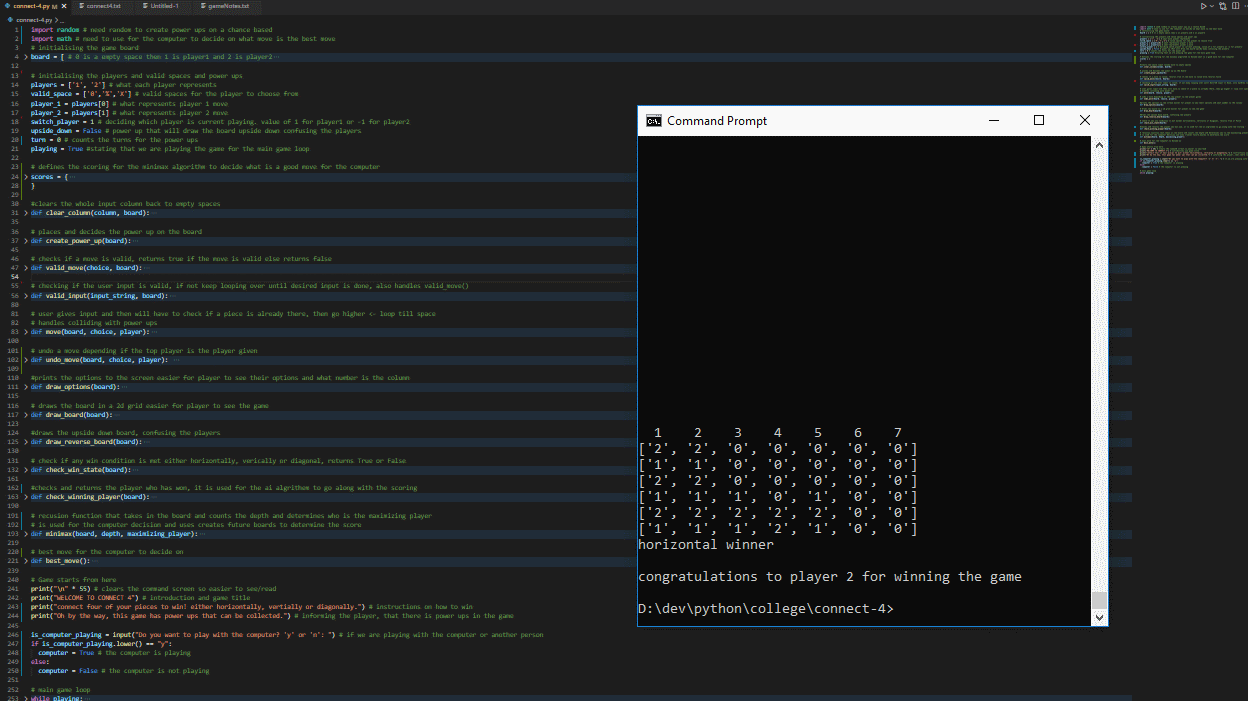 connect-4.py M
connect4.txt
Untitled-1
gameNotes.txt
connect-4.py > ...
1 import random # need random to create power ups on a chance based
2 import math # need to use for the computer to decide on what move is the best move
3 # initialising the game board
4 board = [ # 0 is a empty space then 1 is player1 and 2 is player2
12
13 # initialising the players and valid spaces and power ups
14 players = ['1', '2'] # what each player represents
15 valid_space = ['0','%','X'] # valid spaces for the player to choose from
16 player_1 = players[0] # what represents player 1 move
17 player_2 = players[1] # what represents player 2 move
18 switch_player = 1 # deciding which player is current playing. value of 1 for player1 or -1 for player2
19 upside_down = False # power up that will draw the board upside down confusing the players
20 turn = 0 # counts the turns for the power ups
21 playing = True #stating that we are playing the game for the main game loop
22
23 # defines the scoring for the minimax algorithm to decide what is a good move for the computer
24 scores = {
28 }
29
30 #clears the whole input column back to empty spaces
31 def clear_column(column, board):
35
36 # places and decides the power up on the board
37 def create_power_up(board):
45
46 # checks if a move is valid, returns true if the move is valid else returns false
47 def valid_move(choice, board):
54
55 # checking if the user input is valid, if not keep looping over until desired input is done, also handles valid_move()
56 def valid_input(input_string, board):
80
81 # user gives input and then will have to check if a piece is already there, then go higher <- loop till space
82 # handles colliding with power ups
83 def move(board, choice, player):
100
101 # undo a move depending if the top player is the player given
102 def undo_move(board, choice, player):
109
110 #prints the options to the screen easier for player to see their options and what number is the column
111 def draw_options(board):
115
116 # draws the board in a 2d grid easier for player to see the game
117 def draw_board(board):
123
124 #draws the upside down board, confusing the players
125 def draw_reverse_board(board):
130
131 # check if any win condition is met either horizontally, verically or diagonal, returns True or False
132 def check_win_state(board):
161
162 #checks and returns the player who has won, it is used for the ai algrithem to go along with the scoring
163 def check_winning_player(board):
190
191 # recusion function that takes in the board and counts the depth and determines who is the maximizing player
192 # is used for the computer decision and uses creates future boards to determine the score
193 def minimax(board, depth, maximizing_player):
219
220 # best move for the computer to decide on
221 def best_move():
239
240 # Game starts from here
241 print("\n" * 55) # clears the command screen so easier to see/read
242 print("WELCOME TO CONNECT 4") # introduction and game title
243 print("connect four of your pieces to win! either horizontally, vertially or diagonally.") # instructions on how to win
244 print("Oh by the way, this game has power ups that can be collected.") # informing the player, that there is power ups in the game
245
246 is_computer_playing = input("Do you want to play with the computer? 'y' or 'n': ") # if we are playing with the computer or another person
247 if is_computer_playing.lower() == "y":
248 computer = True # the computer is playing
249 else:
250 computer = False # the computer is not playing
251
252 # main game loop
253 while playing:
Command Prompt
1 2 3 4 5 6 7
['2', '2', '0', '0', '0', '0', '0']
['1', '1', '0', '0', '0', '0', '0']
['2', '2', '0', '0', '0', '0', '0']
['1', '1', '1', '0', '1', '0', '0']
['2', '2', '2', '2', '2', '0', '0']
['1', '1', '1', '2', '1', '0', '0']
horizontal winner
congratulations to player 2 for winning the game
D:\dev\python\college\connect-4>